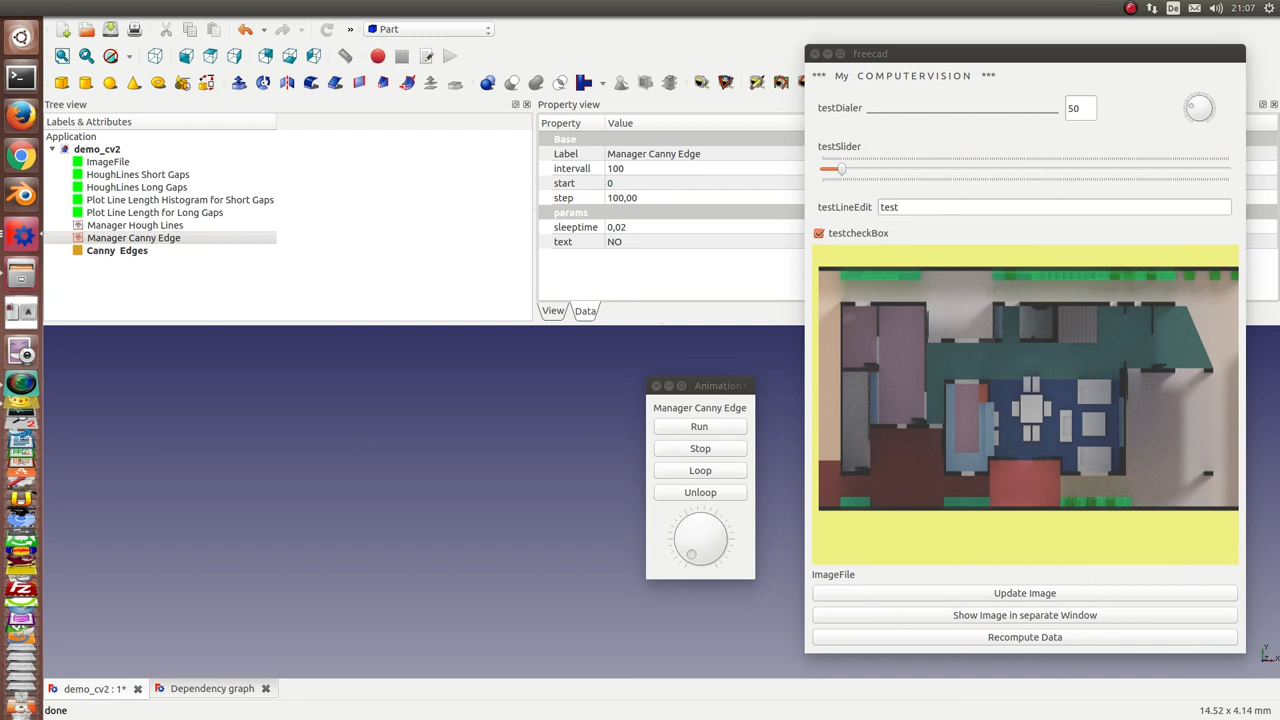 De
21:07
»
Part
freecad
*** My COMPUTERVISION ***
testDialer
50
testSlider
testLineEdit
test
testcheckBox
ImageFile
Update Image
Show Image in separate Window
Recompute Data
Tree view
Labels & Attributes
Application
demo_cv2
ImageFile
HoughLines Short Gaps
HoughLines Long Gaps
Plot Line Length Histogram for Short Gaps
Plot Line Length for Long Gaps
Manager Hough Lines
Manager Canny Edge
Canny Edges
Property view
Property Value
Base
Label Manager Canny Edge
intervall 100
start 0
step 100,00
params
sleeptime 0,02
text NO
View
Data
Animation
Manager Canny Edge
Run
Stop
Loop
Unloop
demo_cv2 : 1*
Dependency graph
done
14.52 x 4.14 mm